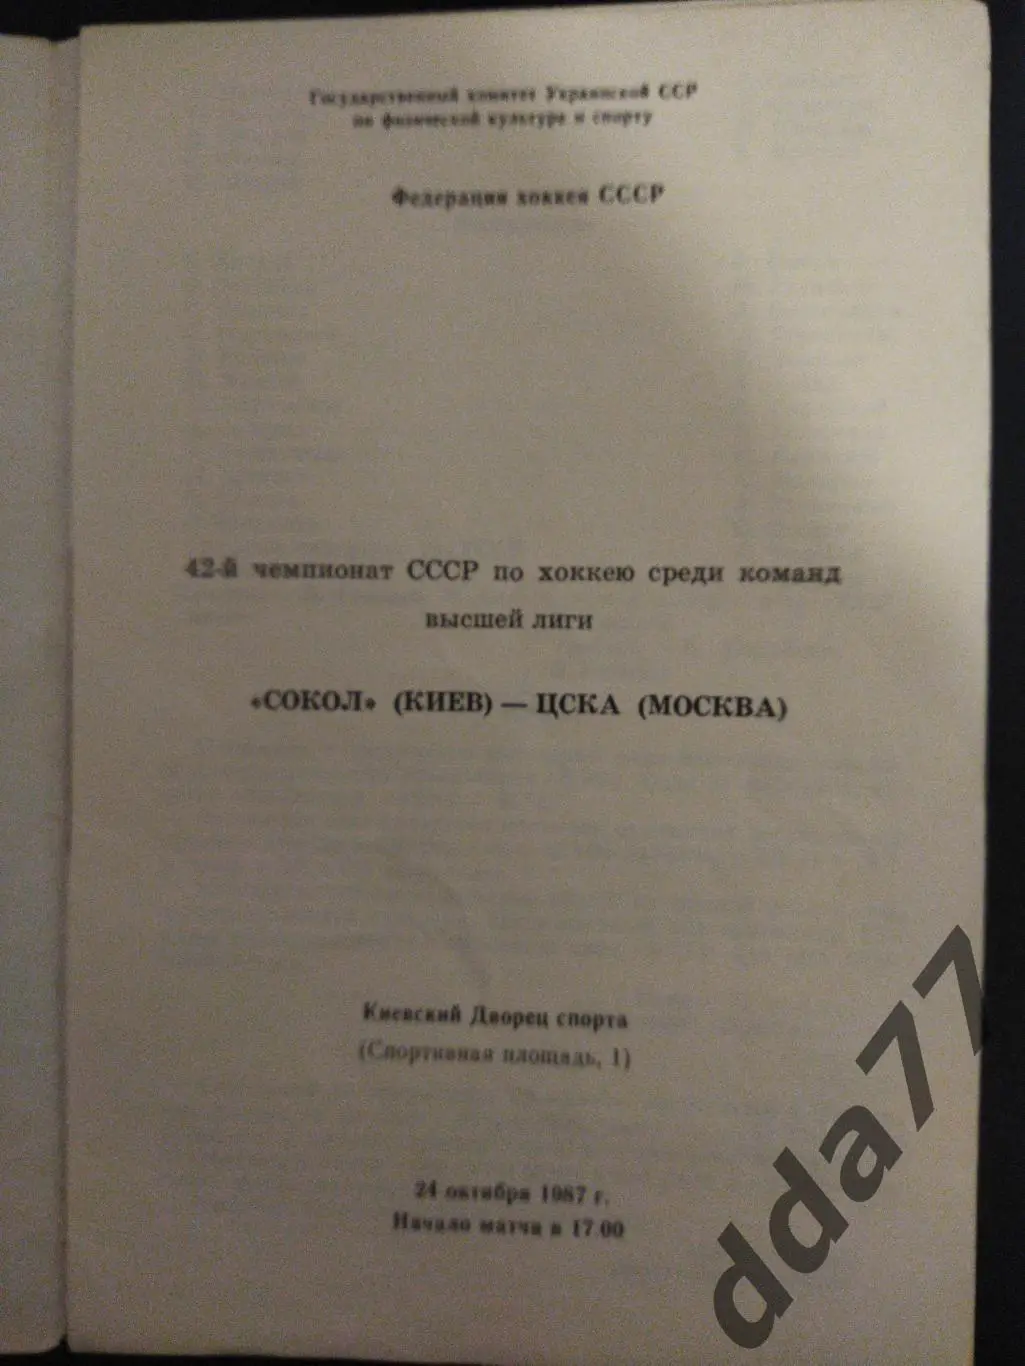 Государственный комитет Украинской ССР
по физической культуре и спорту
Федерация хоккея СССР
42-й чемпионат СССР по хоккею среди команд
высшей лиги
«СОКОЛ» (КИЕВ) — ЦСКА (МОСКВА)
Киевский Дворец спорта
(Спортивная площадь, 1)
24 октября 1987 г.
Начало матча в 17.00
dda77